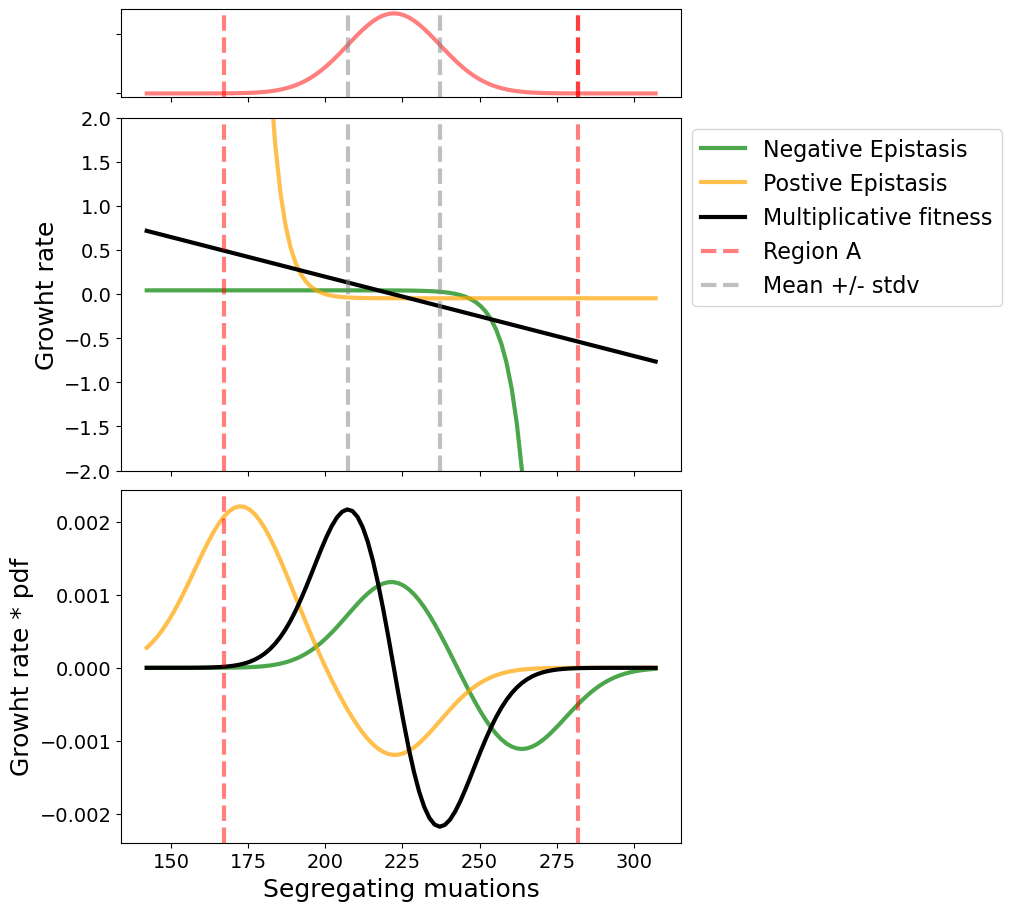 2.0
1.5
1.0
0.5
0.0
−0.5
−1.0
−1.5
−2.0
Growht rate
Negative Epistasis
Postive Epistasis
Multiplicative fitness
Region A
Mean +/- stdv
0.002
0.001
0.000
−0.001
−0.002
Growht rate * pdf
150 175 200 225 250 275 300
Segregating muations